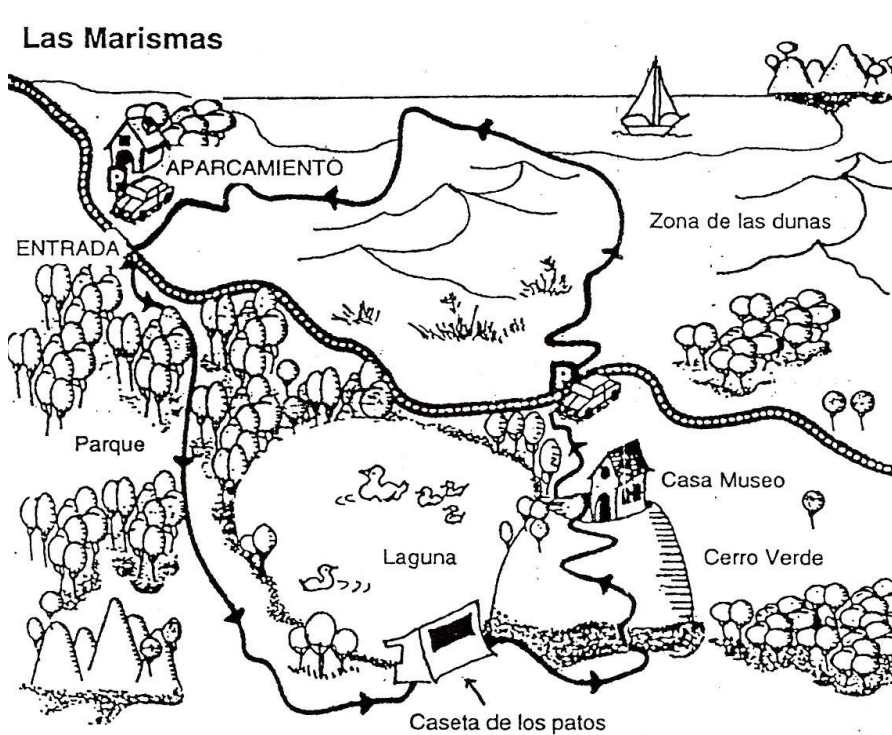 Las Marismas
APARCAMIENTO
P
Zona de las dunas
ENTRADA
P
Parque
Casa Museo
Laguna
Cerro Verde
Caseta de los patos